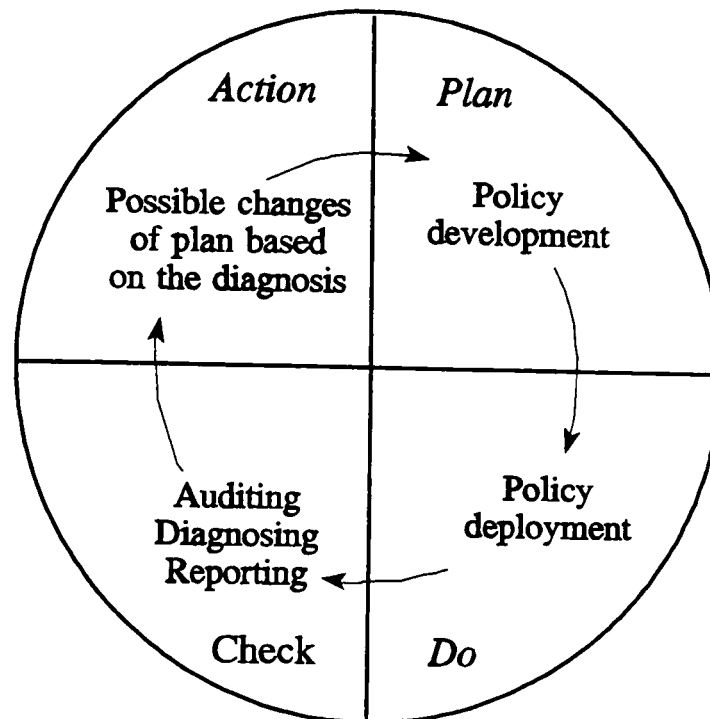 Action
Plan
Possible changes
of plan based
on the diagnosis
Policy
development
Auditing
Diagnosing
Reporting
Policy
deployment
Check
Do